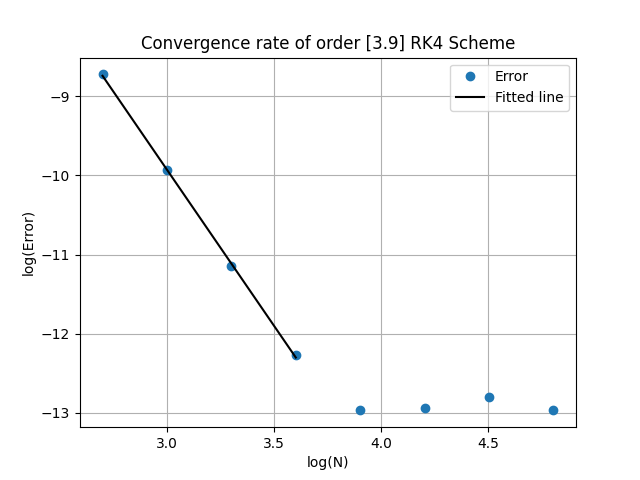 Convergence rate of order [3.9] RK4 Scheme
Error
Fitted line
−9
−10
−11
−12
−13
log(Error)
3.0
3.5
4.0
4.5
log(N)